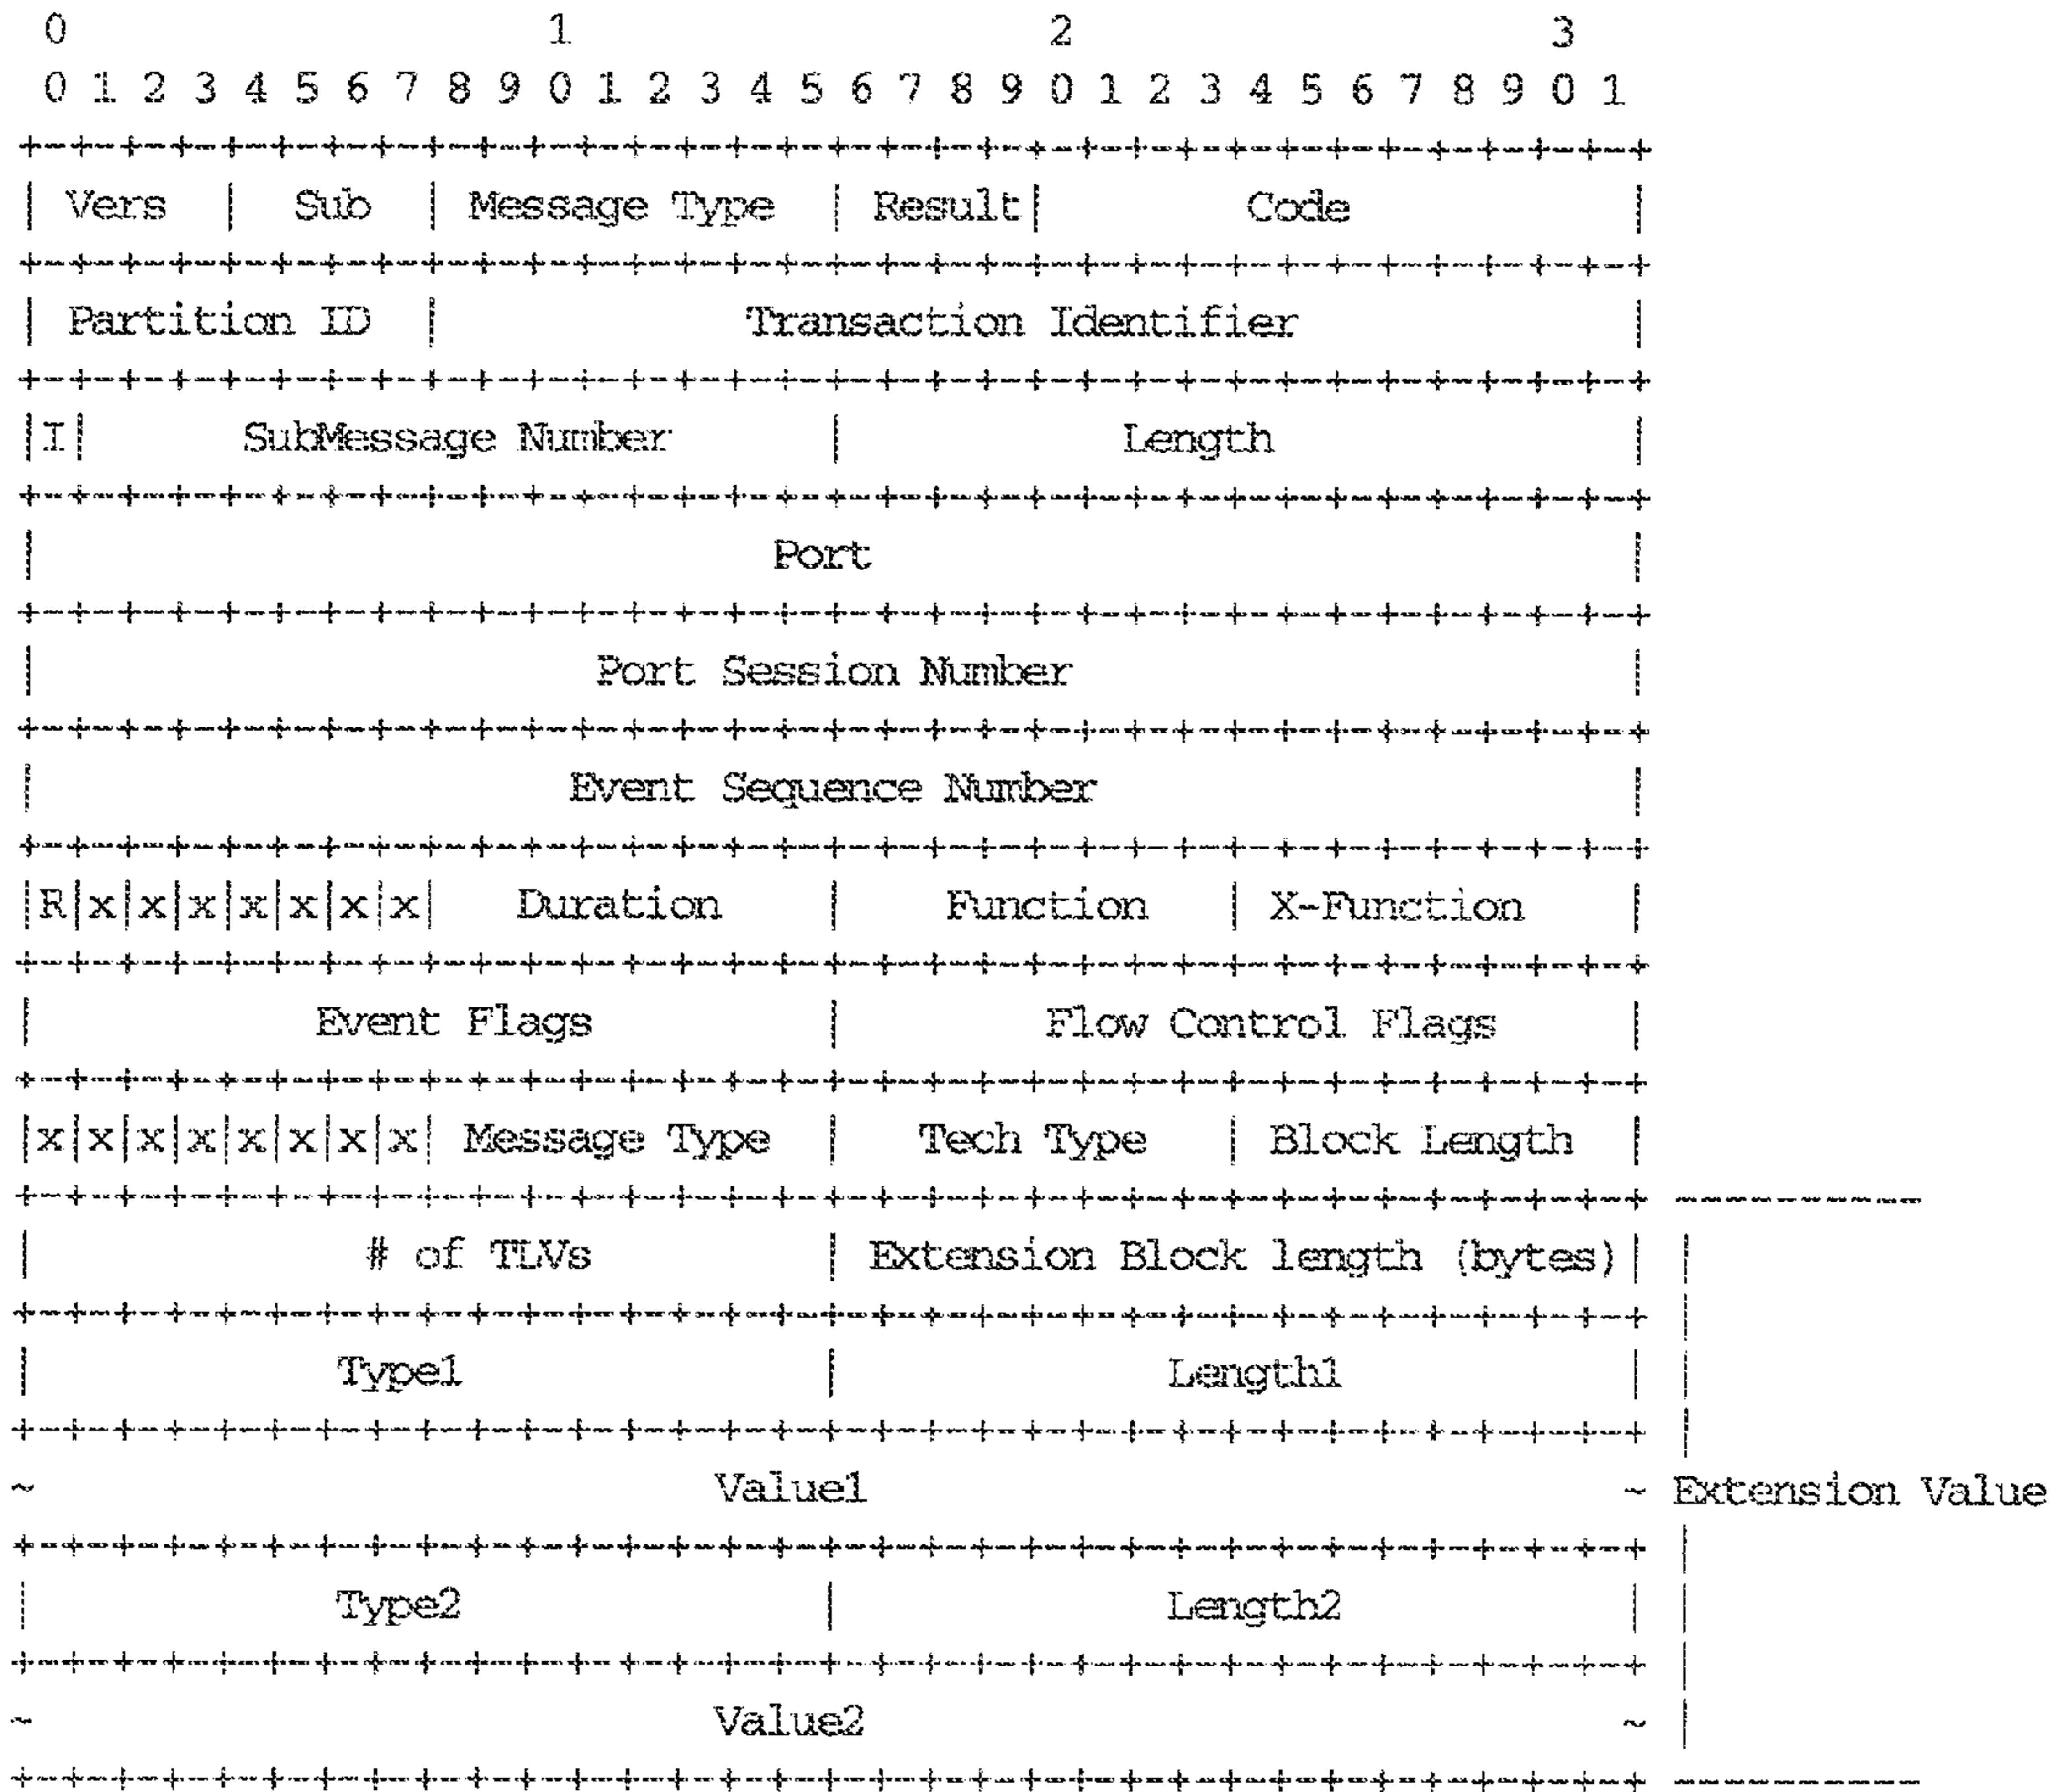 0                   1                   2                   3
 0 1 2 3 4 5 6 7 8 9 0 1 2 3 4 5 6 7 8 9 0 1 2 3 4 5 6 7 8 9 0 1
+-+-+-+-+-+-+-+-+-+-+-+-+-+-+-+-+-+-+-+-+-+-+-+-+-+-+-+-+-+-+-+-+
| Vers | Sub | Message Type | Result| Code |
+-+-+-+-+-+-+-+-+-+-+-+-+-+-+-+-+-+-+-+-+-+-+-+-+-+-+-+-+-+-+-+-+
| Partition ID | Transaction Identifier |
+-+-+-+-+-+-+-+-+-+-+-+-+-+-+-+-+-+-+-+-+-+-+-+-+-+-+-+-+-+-+-+-+
|I| SubMessage Number | Length |
+-+-+-+-+-+-+-+-+-+-+-+-+-+-+-+-+-+-+-+-+-+-+-+-+-+-+-+-+-+-+-+-+
| Port |
+-+-+-+-+-+-+-+-+-+-+-+-+-+-+-+-+-+-+-+-+-+-+-+-+-+-+-+-+-+-+-+-+
| Port Session Number |
+-+-+-+-+-+-+-+-+-+-+-+-+-+-+-+-+-+-+-+-+-+-+-+-+-+-+-+-+-+-+-+-+
| Event Sequence Number |
+-+-+-+-+-+-+-+-+-+-+-+-+-+-+-+-+-+-+-+-+-+-+-+-+-+-+-+-+-+-+-+-+
|R|x|x|x|x|x|x|x| Duration | Function | X-Function |
+-+-+-+-+-+-+-+-+-+-+-+-+-+-+-+-+-+-+-+-+-+-+-+-+-+-+-+-+-+-+-+-+
| Event Flags | Flow Control Flags |
+-+-+-+-+-+-+-+-+-+-+-+-+-+-+-+-+-+-+-+-+-+-+-+-+-+-+-+-+-+-+-+-+
|x|x|x|x|x|x|x|x| Message Type | Tech Type | Block Length |
+-+-+-+-+-+-+-+-+-+-+-+-+-+-+-+-+-+-+-+-+-+-+-+-+-+-+-+-+-+-+-+-+ ----------
| # of TLVs | Extension Block length (bytes)| |
+-+-+-+-+-+-+-+-+-+-+-+-+-+-+-+-+-+-+-+-+-+-+-+-+-+-+-+-+-+-+-+-+ |
| Type1 | Length1 | |
+-+-+-+-+-+-+-+-+-+-+-+-+-+-+-+-+-+-+-+-+-+-+-+-+-+-+-+-+-+-+-+-+ |
~ Value1 ~ Extension Value
+-+-+-+-+-+-+-+-+-+-+-+-+-+-+-+-+-+-+-+-+-+-+-+-+-+-+-+-+-+-+-+-+ |
| Type2 | Length2 | |
+-+-+-+-+-+-+-+-+-+-+-+-+-+-+-+-+-+-+-+-+-+-+-+-+-+-+-+-+-+-+-+-+ |
~ Value2 ~ |
+-+-+-+-+-+-+-+-+-+-+-+-+-+-+-+-+-+-+-+-+-+-+-+-+-+-+-+-+-+-+-+-+ ----------